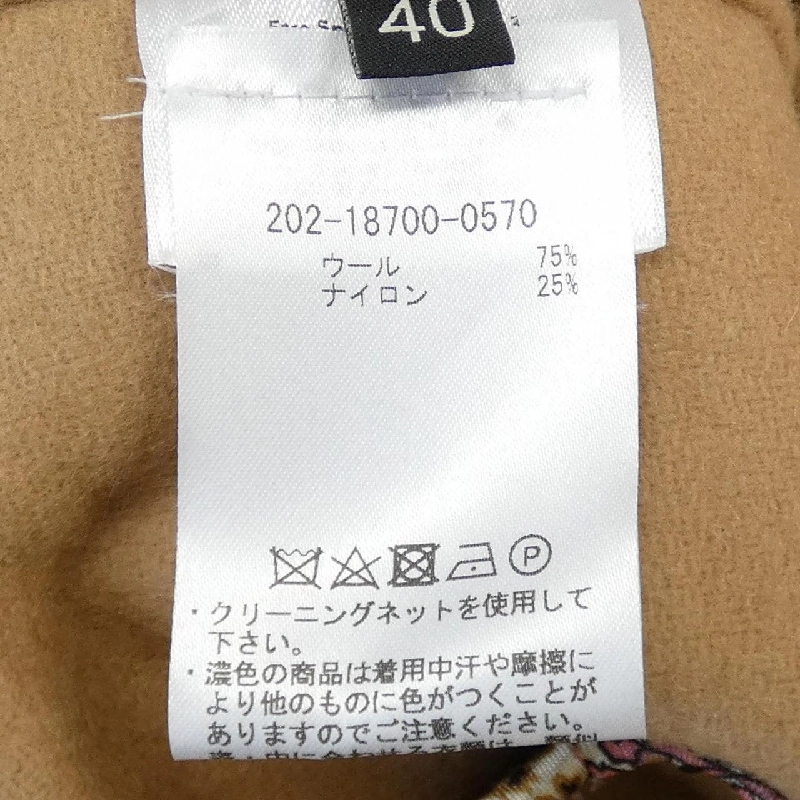 40
202-18700-0570
ウール 75%
ナイロン 25%
P
・クリーニングネットを使用して
下さい。
・濃色の商品は着用中汗や摩擦に
より他のものに色がつくことが
ありますのでご注意ください。